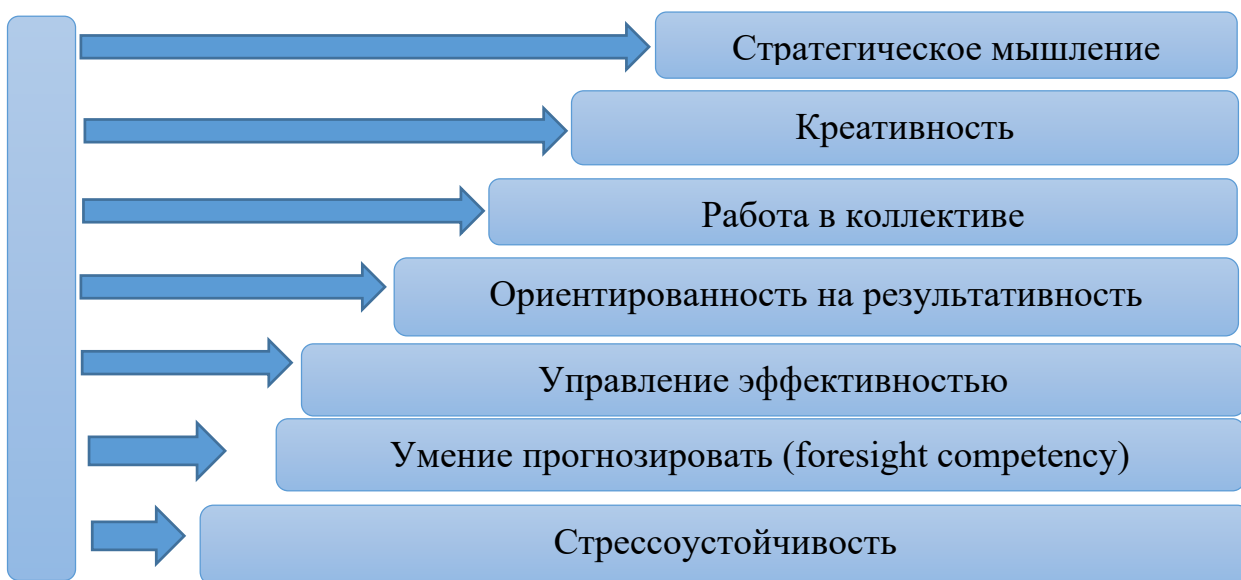 Стратегическое мышление
Креативность
Работа в коллективе
Ориентированность на результативность
Управление эффективностью
Умение прогнозировать (foresight competency)
Стрессоустойчивость